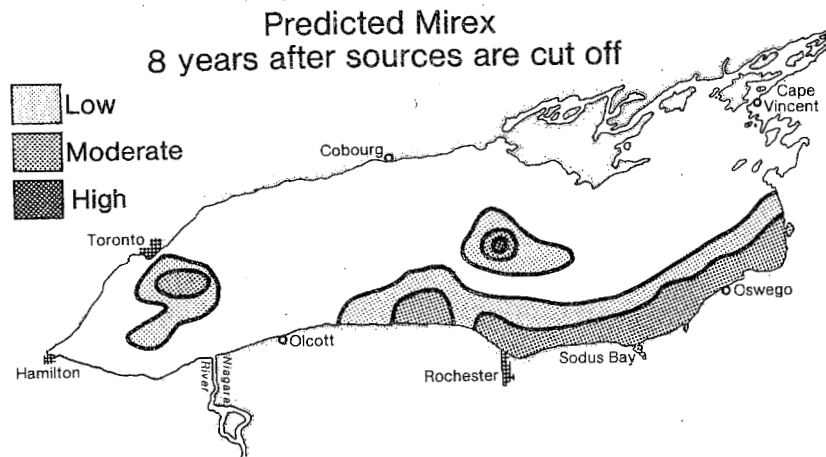 Predicted Mirex
8 years after sources are cut off
Low
Moderate
High
Cape
Vincent
Cobourg
Toronto
Oswego
Olcott
Hamilton
Niagara
River
Rochester
Sodus Bay